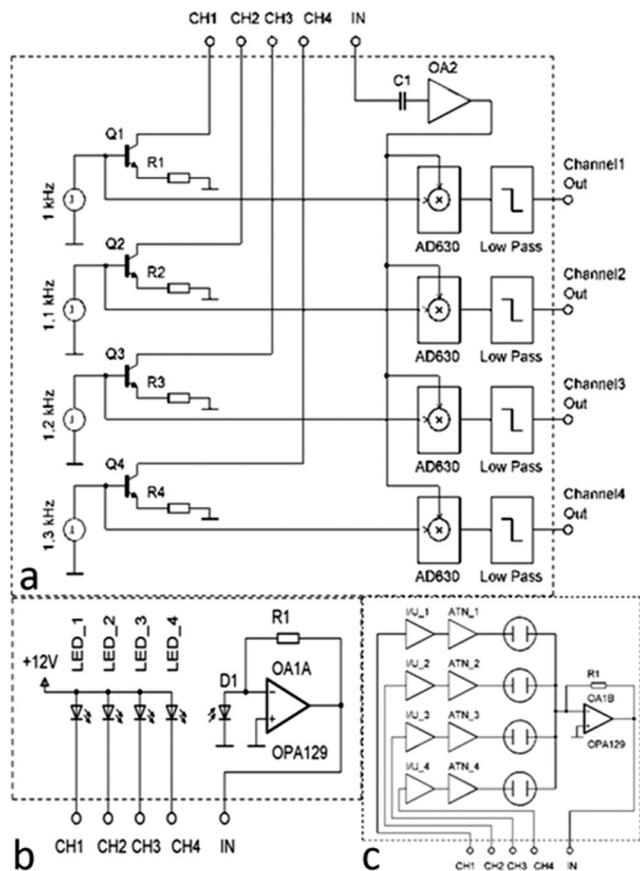 CH1 CH2 CH3 CH4 IN
C1 OA2
Q1
R1
1 kHz
AD630 Low Pass
Channel1
Out
Q2
R2
1,1 kHz
AD630 Low Pass
Channel2
Out
Q3
R3
1,2 kHz
AD630 Low Pass
Channel3
Out
Q4
R4
1,3 kHz
AD630 Low Pass
Channel4
Out
a
+12V
LED_1
LED_2
LED_3
LED_4
R1
D1
OA1A
OPA129
CH1 CH2 CH3 CH4 IN
b
I/U_1 ATN_1
I/U_2 ATN_2
I/U_3 ATN_3
I/U_4 ATN_4
R1
OA1B
OPA129
CH1 CH2 CH3 CH4 IN
c